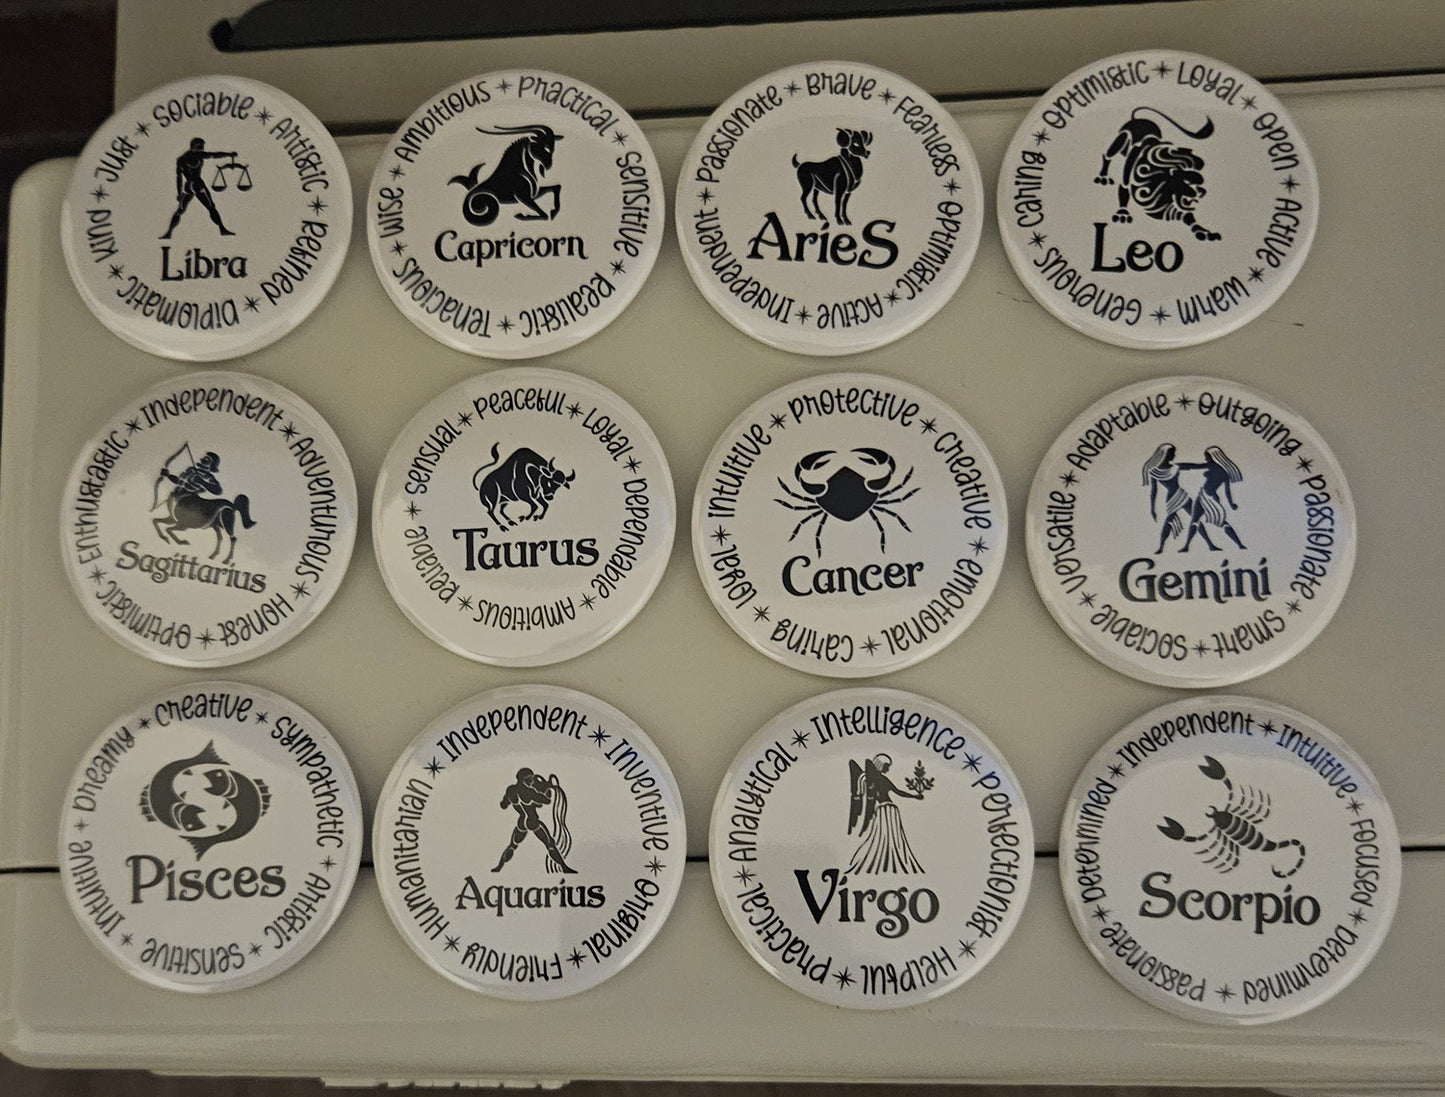 Just * Sociable * Artistic * Refined * Diplomatic * Kind *
Libra
Wise * Ambitious * Practical * Sensitive * Realistic * Tenacious *
Capricorn
Passionate * Brave * Fearless * Optimistic * Active * Independent *
Aries
Caring * Optimistic * Loyal * Open * Active * Warm * Generous *
Leo
Enthusiastic * Independent * Adventurous * Honest * Optimistic *
Sagittarius
Sensual * Peaceful * Loyal * Dependable * Ambitious * Reliable *
Taurus
Intuitive * Protective * Creative * Emotional * Caring * Loyal *
Cancer
Versatile * Adaptable * Outgoing * Passionate * Smart * Sociable *
Gemini
Dreamy * Creative * Sympathetic * Artistic * Sensitive * Intuitive *
Pisces
Humanitarian * Independent * Inventive * Original * Friendly *
Aquarius
Analytical * Intelligence * Perfectionist * Helpful * Practical *
Virgo
Determined * Independent * Intuitive * Focused * Determined * Passionate *
Scorpio